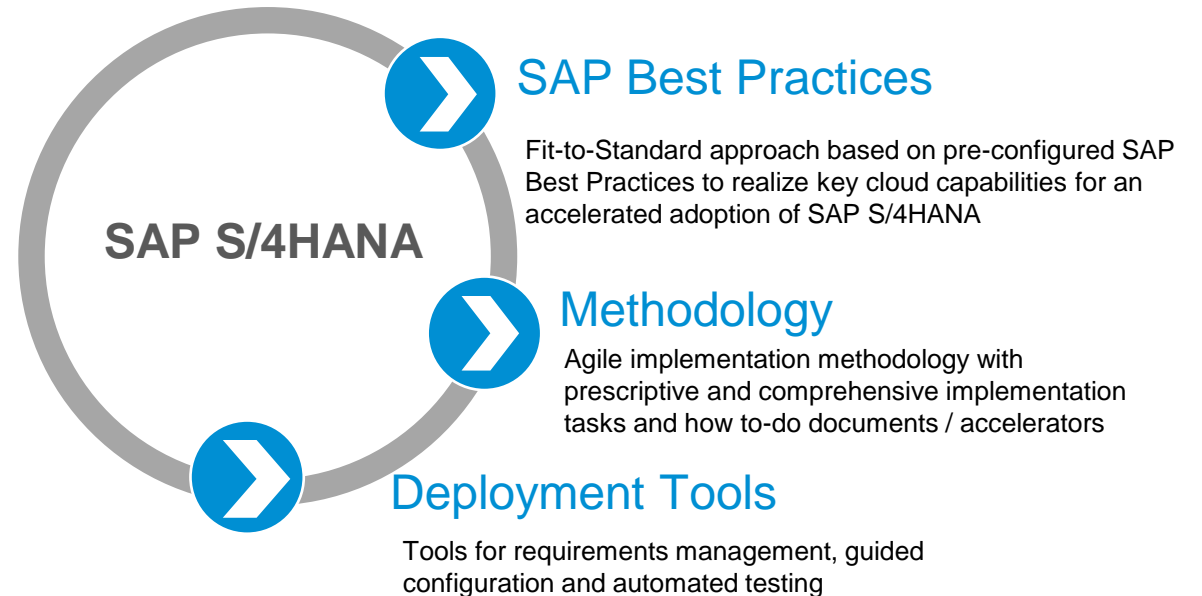 SAP Best Practices
Fit-to-Standard approach based on pre-configured SAP
Best Practices to realize key cloud capabilities for an
accelerated adoption of SAP S/4HANA
SAP S/4HANA
Methodology
Agile implementation methodology with
prescriptive and comprehensive implementation
tasks and how to-do documents / accelerators
Deployment Tools
Tools for requirements management, guided
configuration and automated testing